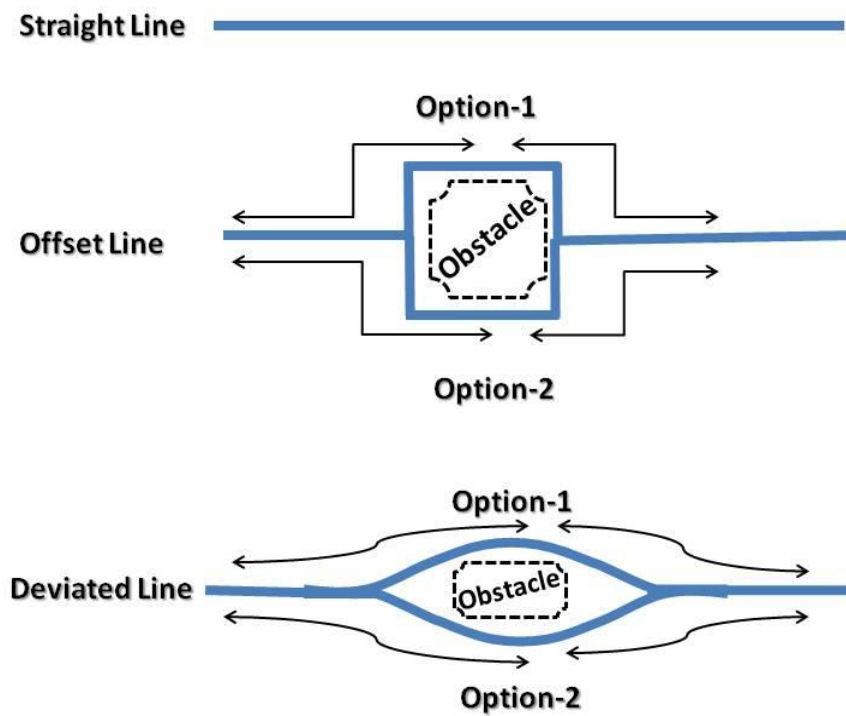 Straight Line
Option-1
Offset Line
Obstacle
Option-2
Option-1
Deviated Line
Obstacle
Option-2